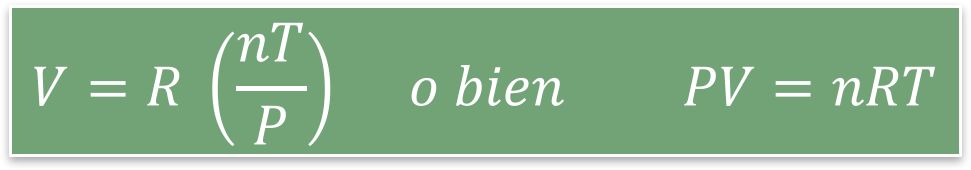 V = R (nT/P) o bien PV = nRT